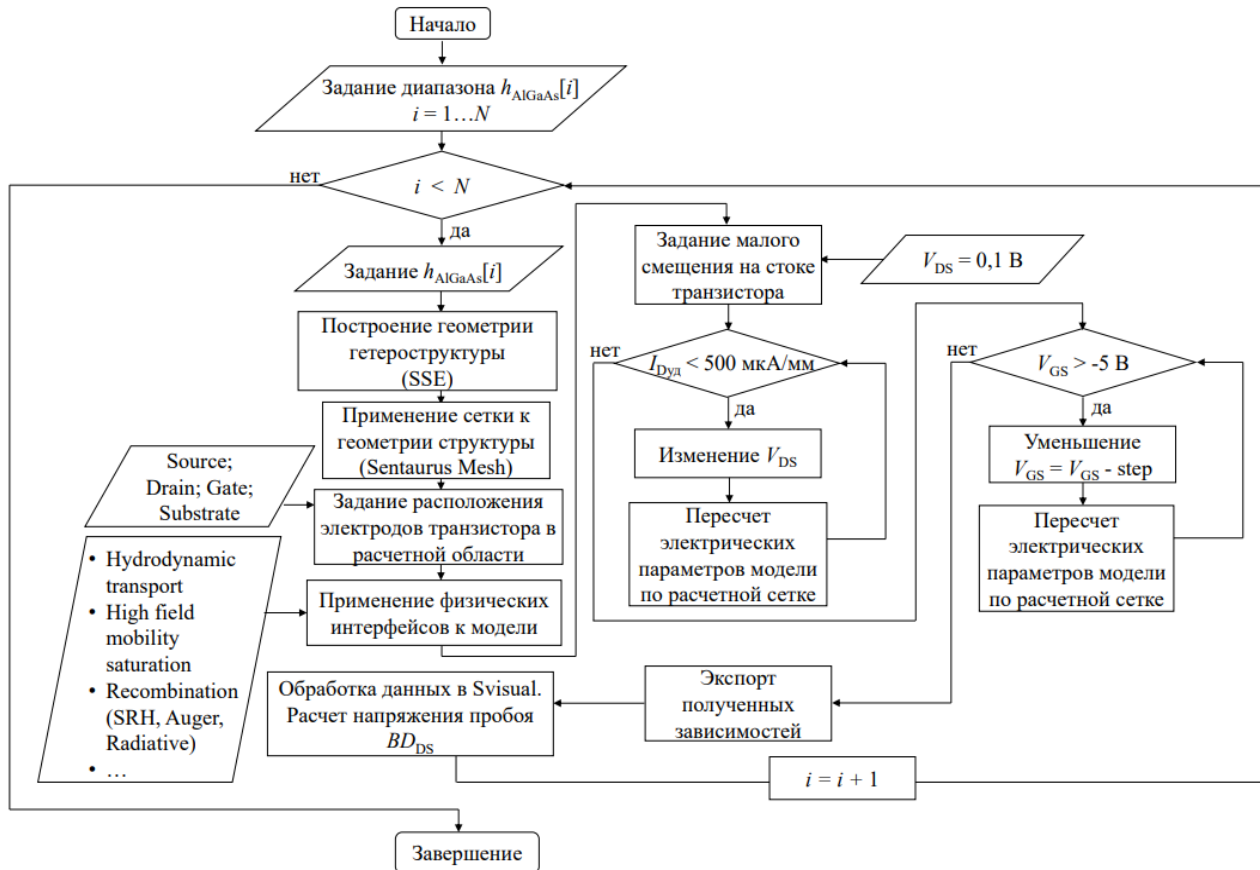 Начало
Задание диапазона hAlGaAs[i]
i = 1…N
i < N
нет
да
Задание hAlGaAs[i]
Построение геометрии
гетероструктуры
(SSE)
Применение сетки к
геометрии структуры
(Sentaurus Mesh)
Source;
Drain; Gate;
Substrate
Задание расположения
электродов транзистора в
расчетной области
• Hydrodynamic
transport
• High field
mobility
saturation
• Recombination
(SRH, Auger,
Radiative)
• …
Применение физических
интерфейсов к модели
Задание малого
смещения на стоке
транзистора
VDS = 0,1 В
нет
IDуд < 500 мкА/мм
да
Изменение VDS
Пересчет
электрических
параметров модели
по расчетной сетке
нет
VGS > -5 В
да
Уменьшение
VGS = VGS - step
Пересчет
электрических
параметров модели
по расчетной сетке
Экспорт
полученных
зависимостей
Обработка данных в Svisual.
Расчет напряжения пробоя
BDDS
i = i + 1
Завершение